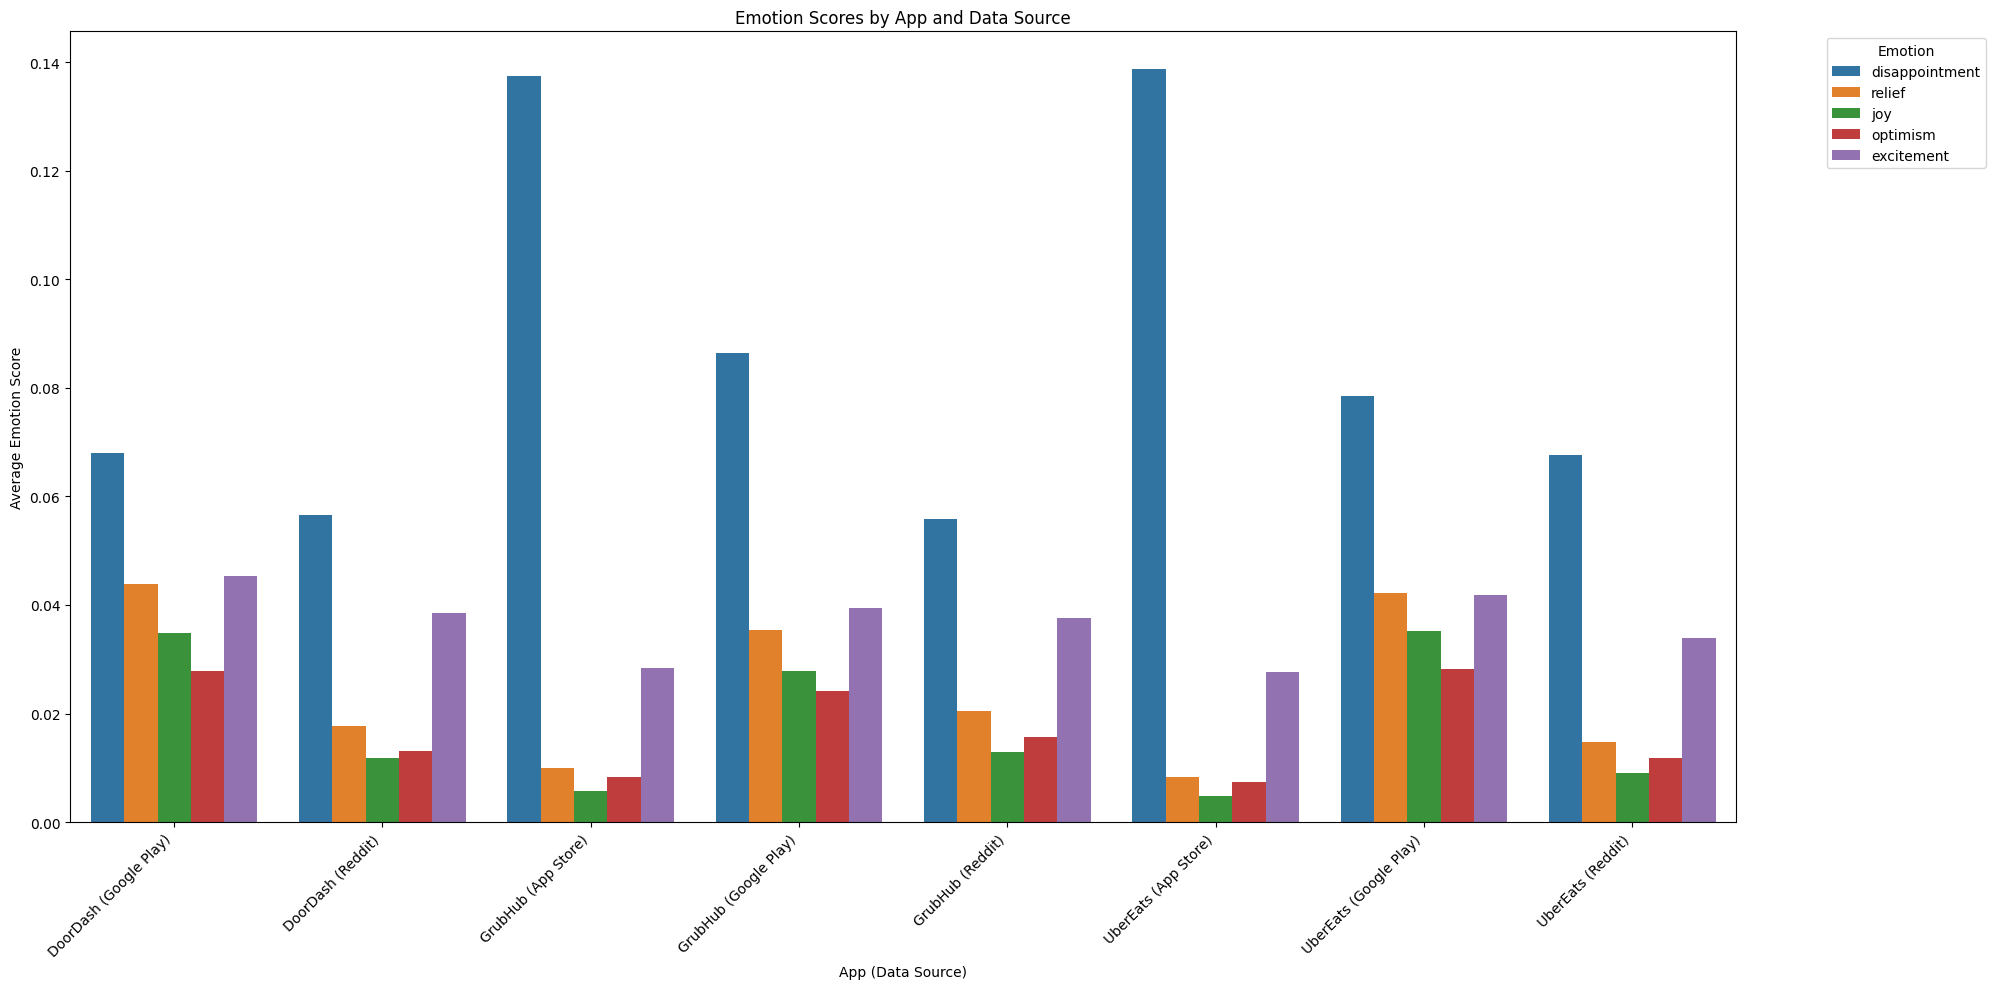 Emotion Scores by App and Data Source
Emotion
disappointment
relief
joy
optimism
excitement
Average Emotion Score
0.14
0.12
0.10
0.08
0.06
0.04
0.02
0.00
DoorDash (Google Play)
DoorDash (Reddit)
GrubHub (App Store)
GrubHub (Google Play)
GrubHub (Reddit)
UberEats (App Store)
UberEats (Google Play)
UberEats (Reddit)
App (Data Source)